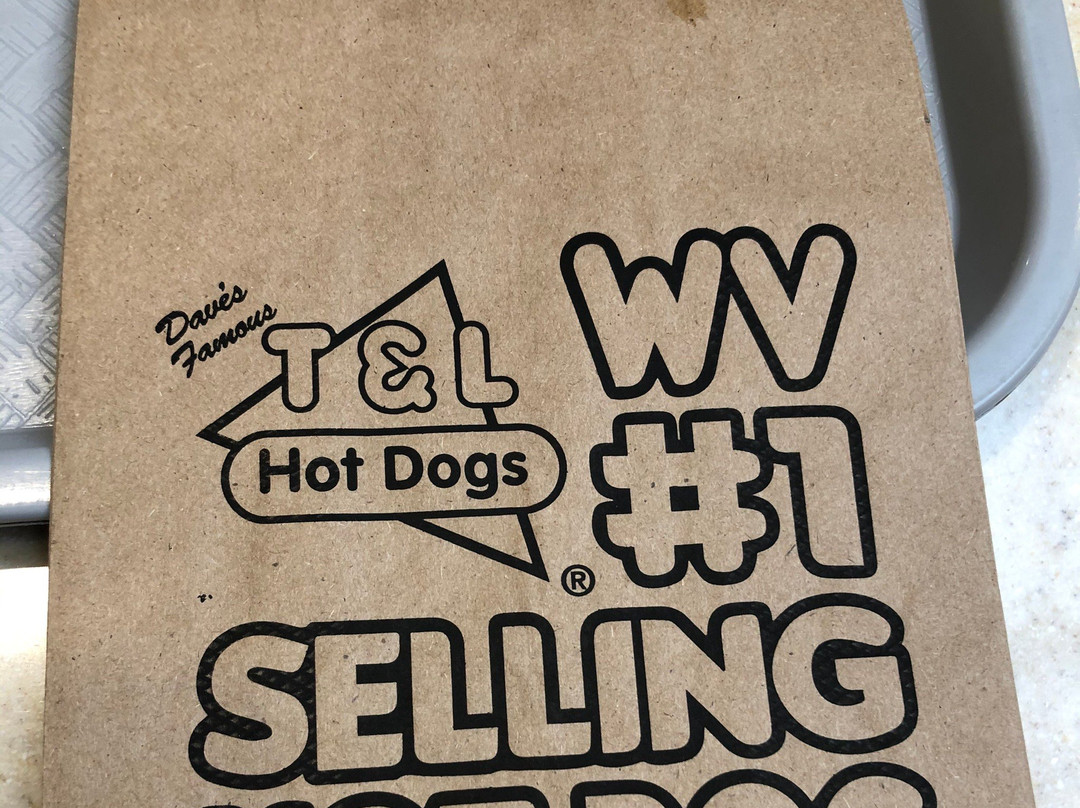 Dave's
Famous
T & L
Hot Dogs
®
WV
#1
SELLING